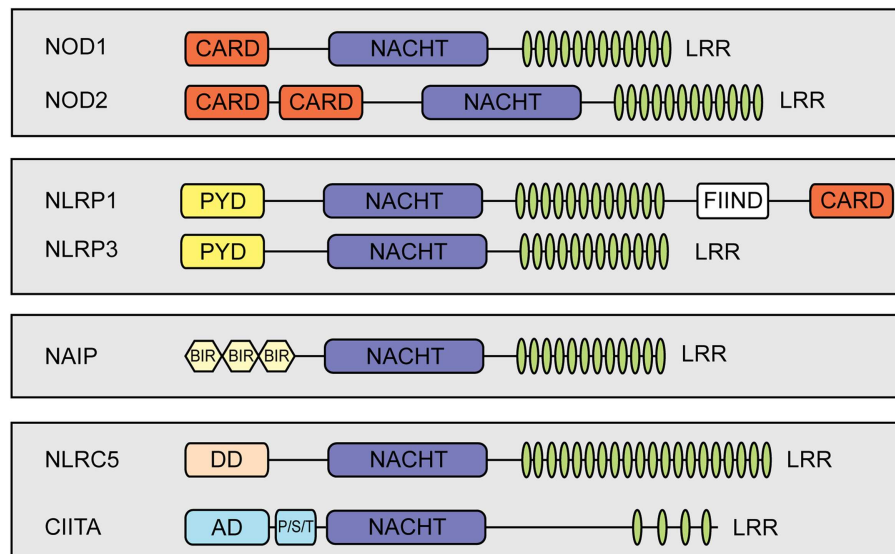 NOD1 CARD NACHT LRR
NOD2 CARD CARD NACHT LRR
NLRP1 PYD NACHT FIIND CARD
NLRP3 PYD NACHT LRR
NAIP BIR BIR BIR NACHT LRR
NLRC5 DD NACHT LRR
CIITA AD P/S/T NACHT LRR